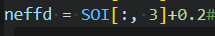 neffd = SOI[:, 3]+0.2#